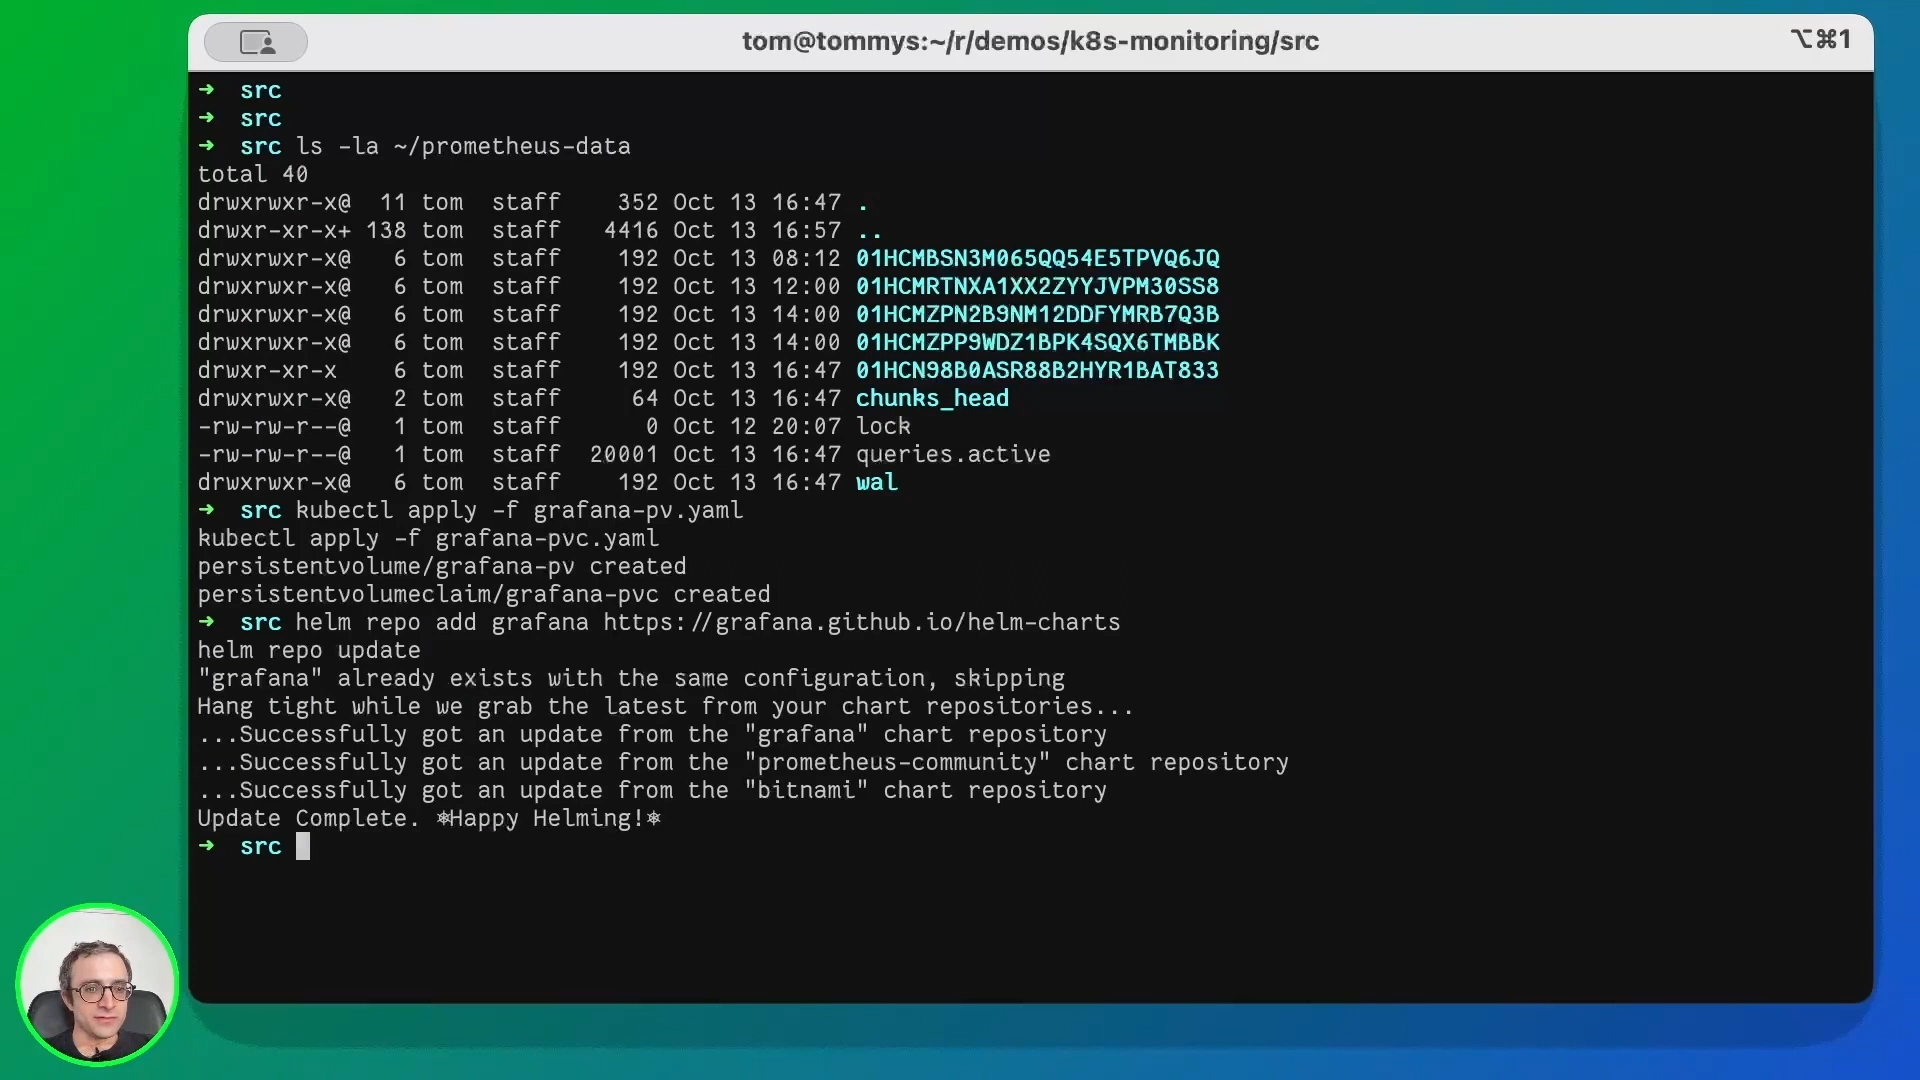 tom@tommys:~/r/demos/k8s-monitoring/src
⌥⌘1
➜ src
➜ src
➜ src ls -la ~/prometheus-data
total 40
drwxrwxr-x@ 11 tom staff 352 Oct 13 16:47 .
drwxr-xr-x+ 138 tom staff 4416 Oct 13 16:57 ..
drwxrwxr-x@ 6 tom staff 192 Oct 13 08:12 01HCMBSN3M065QQ54E5TPVQ6JQ
drwxrwxr-x@ 6 tom staff 192 Oct 13 12:00 01HCMRTNXA1XX2ZYYJVPM30SS8
drwxrwxr-x@ 6 tom staff 192 Oct 13 14:00 01HCMZPN2B9NM12DDFYMRB7Q3B
drwxrwxr-x@ 6 tom staff 192 Oct 13 14:00 01HCMZPP9WDZ1BPK4SQX6TMBBK
drwxr-xr-x 6 tom staff 192 Oct 13 16:47 01HCN98B0ASR88B2HYR1BAT833
drwxrwxr-x@ 2 tom staff 64 Oct 13 16:47 chunks_head
-rw-rw-r--@ 1 tom staff 0 Oct 12 20:07 lock
-rw-rw-r--@ 1 tom staff 20001 Oct 13 16:47 queries.active
drwxrwxr-x@ 6 tom staff 192 Oct 13 16:47 wal
➜ src kubectl apply -f grafana-pv.yaml
kubectl apply -f grafana-pvc.yaml
persistentvolume/grafana-pv created
persistentvolumeclaim/grafana-pvc created
➜ src helm repo add grafana https://grafana.github.io/helm-charts
helm repo update
"grafana" already exists with the same configuration, skipping
Hang tight while we grab the latest from your chart repositories...
...Successfully got an update from the "grafana" chart repository
...Successfully got an update from the "prometheus-community" chart repository
...Successfully got an update from the "bitnami" chart repository
Update Complete. ⎈Happy Helming!⎈
➜ src